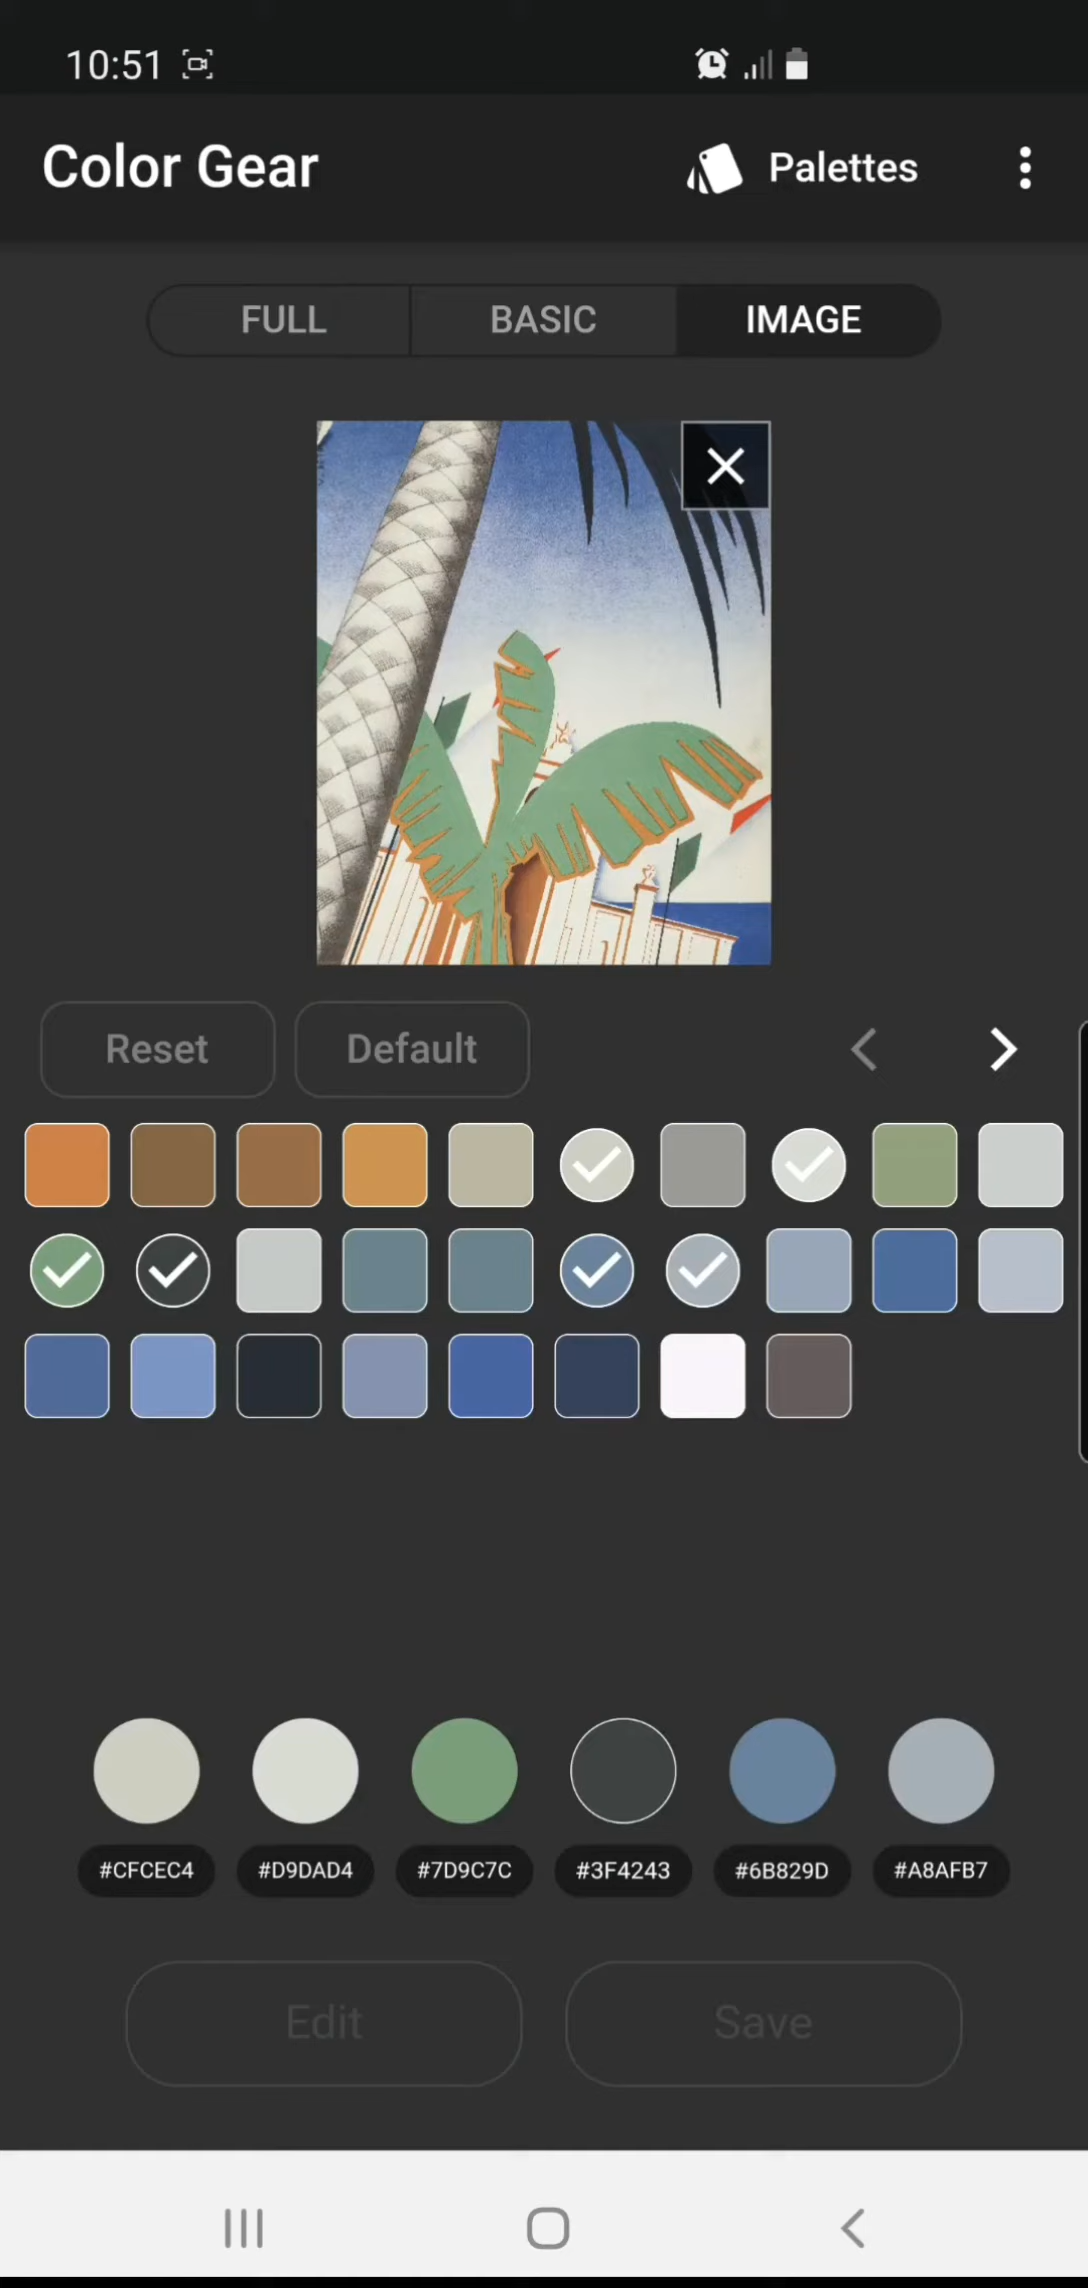 10:51
Color Gear
Palettes
FULL
BASIC
IMAGE
Reset
Default
#CFCEC4
#D9DAD4
#7D9C7C
#3F4243
#6B829D
#A8AFB7
Edit
Save